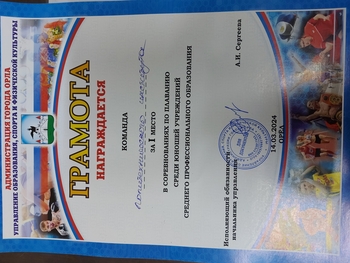 АДМИНИСТРАЦИЯ ГОРОДА ОРЛА
УПРАВЛЕНИЕ ОБРАЗОВАНИЯ, СПОРТА И ФИЗИЧЕСКОЙ КУЛЬТУРЫ
ГРАМОТА
НАГРАЖДАЕТСЯ
КОМАНДА
ЗА I МЕСТО
В СОРЕВНОВАНИЯХ ПО ПЛАВАНИЮ
СРЕДИ ЮНОШЕЙ УЧРЕЖДЕНИЙ
СРЕДНЕГО ПРОФЕССИОНАЛЬНОГО ОБРАЗОВАНИЯ
Исполняющий обязанности
начальника управления
А.И. Сергеева
14.03.2024
ОРЕЛ